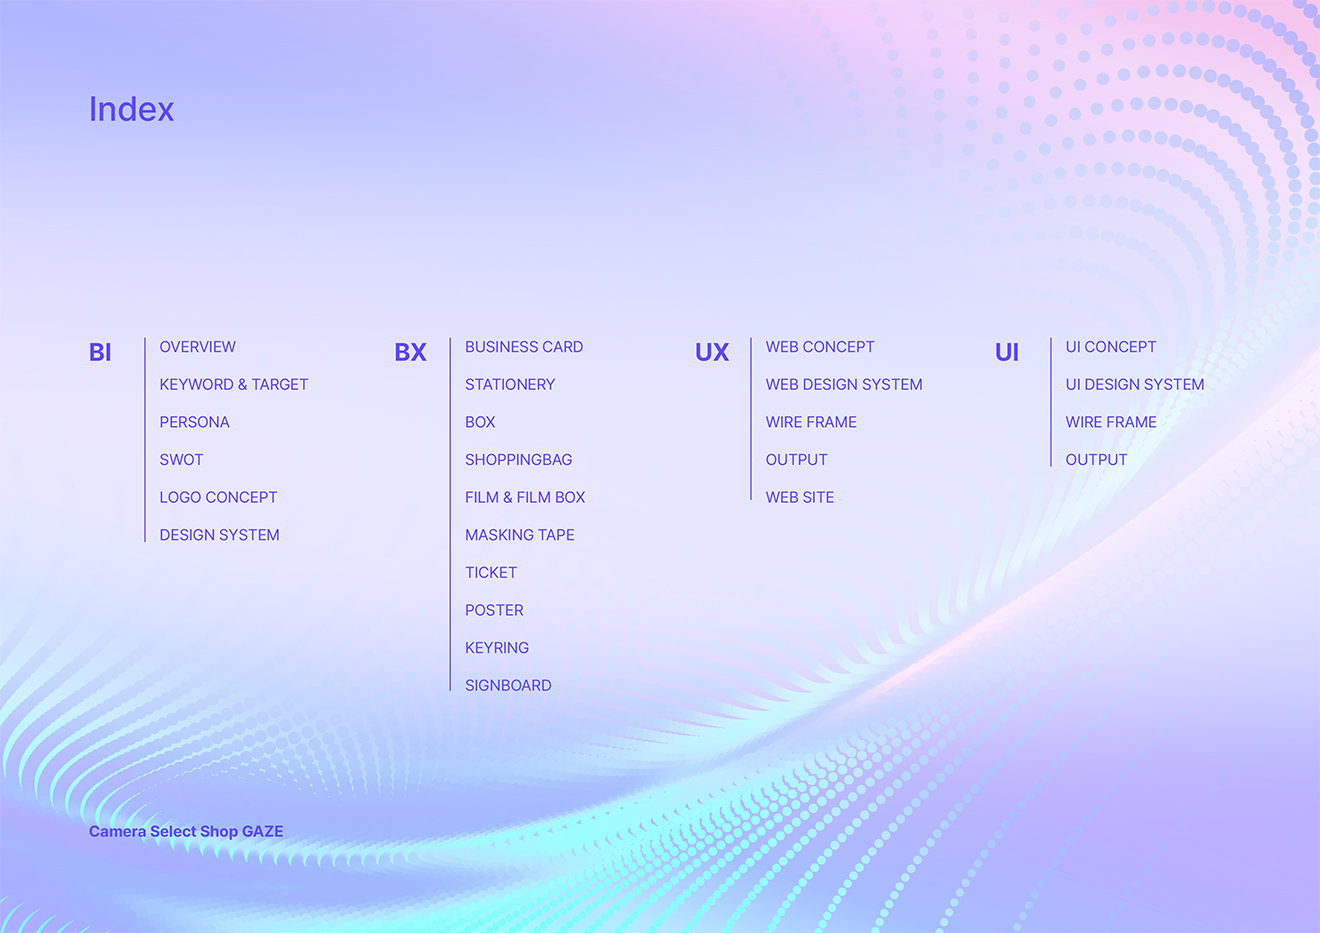 Index
BI
OVERVIEW
KEYWORD & TARGET
PERSONA
SWOT
LOGO CONCEPT
DESIGN SYSTEM
BX
BUSINESS CARD
STATIONERY
BOX
SHOPPINGBAG
FILM & FILM BOX
MASKING TAPE
TICKET
POSTER
KEYRING
SIGNBOARD
UX
WEB CONCEPT
WEB DESIGN SYSTEM
WIRE FRAME
OUTPUT
WEB SITE
UI
UI CONCEPT
UI DESIGN SYSTEM
WIRE FRAME
OUTPUT
Camera Select Shop GAZE